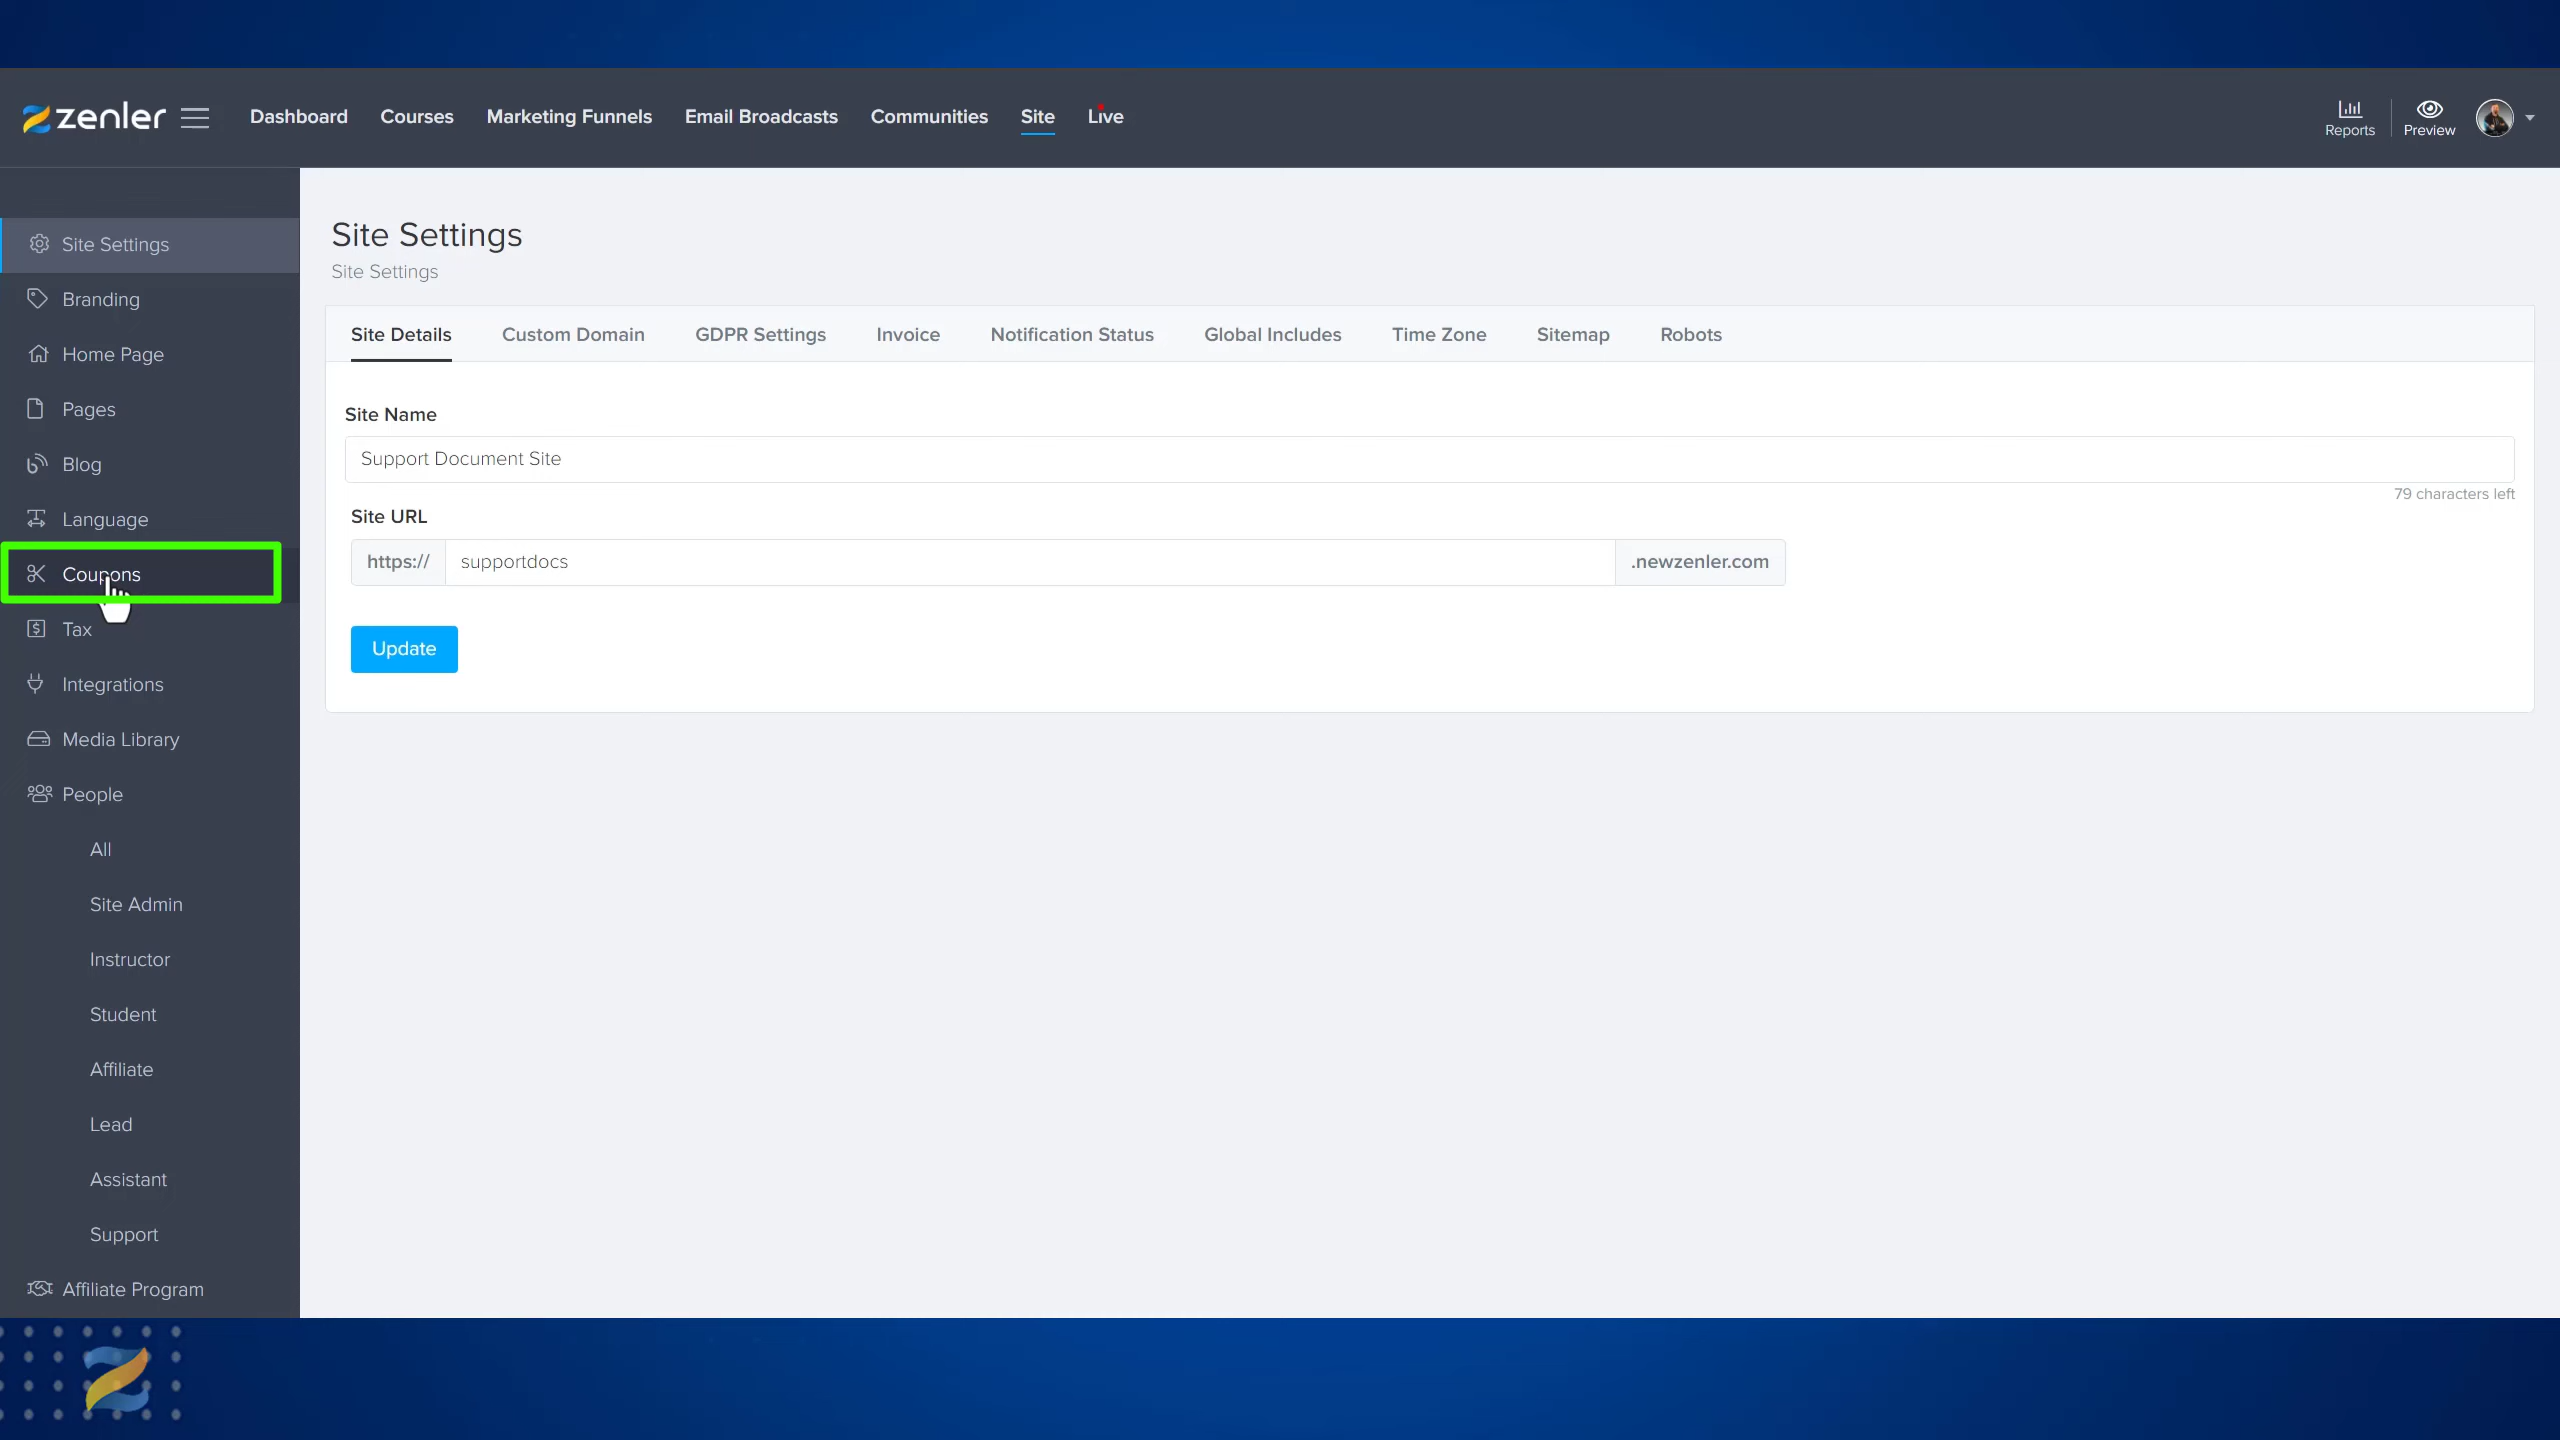 zenler
Dashboard
Courses
Marketing Funnels
Email Broadcasts
Communities
Site
Live
Reports
Preview
Site Settings
Branding
Home Page
Pages
Blog
Language
Coupons
Tax
Integrations
Media Library
People
All
Site Admin
Instructor
Student
Affiliate
Lead
Assistant
Support
Affiliate Program
Site Settings
Site Settings
Site Details
Custom Domain
GDPR Settings
Invoice
Notification Status
Global Includes
Time Zone
Sitemap
Robots
Site Name
Support Document Site
79 characters left
Site URL
https://
supportdocs
.newzenler.com
Update